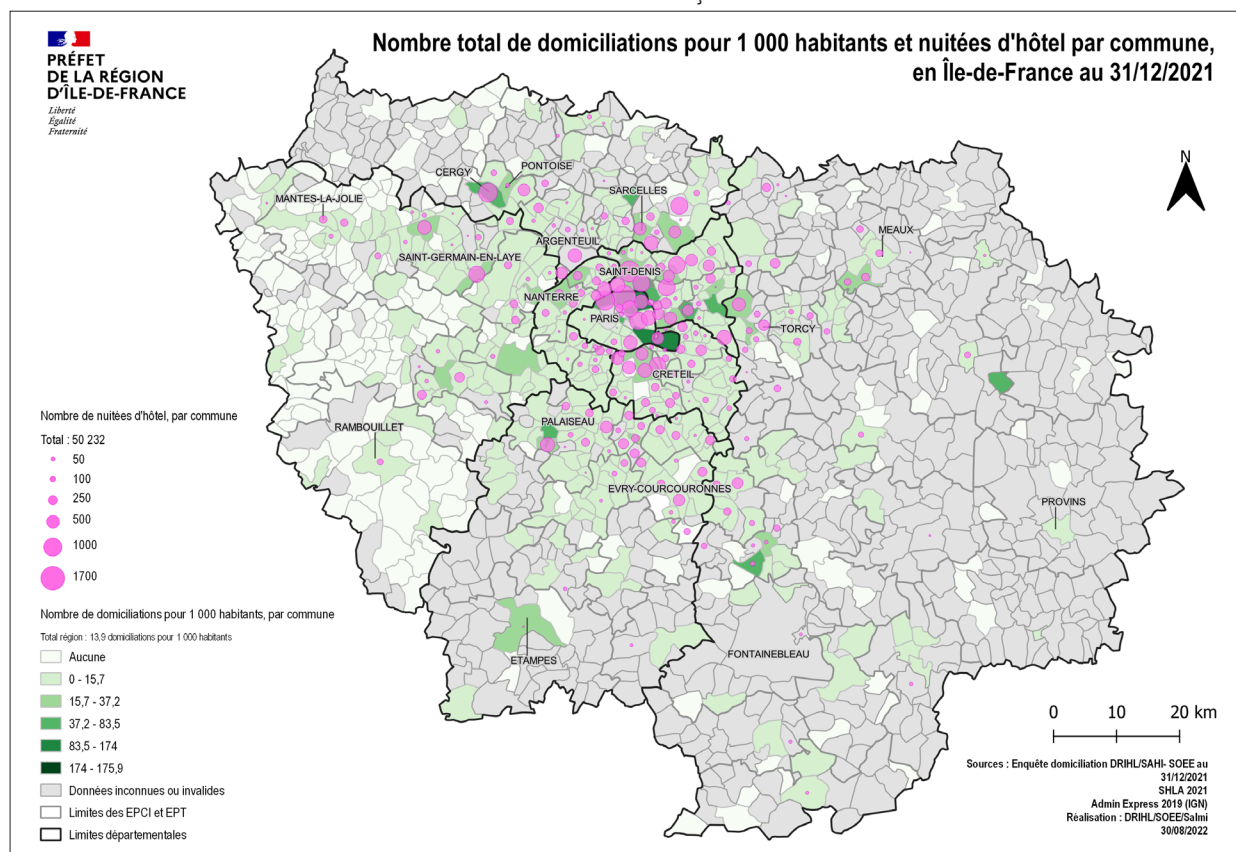 PRÉFET
DE LA RÉGION
D'ÎLE-DE-FRANCE
Liberté
Égalité
Fraternité
Nombre total de domiciliations pour 1 000 habitants et nuitées d'hôtel par commune,
en Île-de-France au 31/12/2021
N
CERGY
PONTOISE
MANTES-LA-JOLIE
SARCELLES
MEAUX
ARGENTEUIL
SAINT-GERMAIN-EN-LAYE
SAINT-DENIS
NANTERRE
PARIS
TORCY
CRETEIL
PALAISEAU
RAMBOUILLET
EVRY-COURCOURONNES
PROVINS
ETAMPES
FONTAINEBLEAU
Nombre de nuitées d'hôtel, par commune
Total : 50 232
50
100
250
500
1000
1700
Nombre de domiciliations pour 1 000 habitants, par commune
Total région : 13,9 domiciliations pour 1 000 habitants
Aucune
0 - 15,7
15,7 - 37,2
37,2 - 83,5
83,5 - 174
174 - 175,9
Données inconnues ou invalides
Limites des EPCI et EPT
Limites départementales
0 10 20 km
Sources : Enquête domiciliation DRIHL/SAHI- SOEE au
31/12/2021
SHLA 2021
Admin Express 2019 (IGN)
Réalisation : DRIHL/SOEE/Salmi
30/08/2022